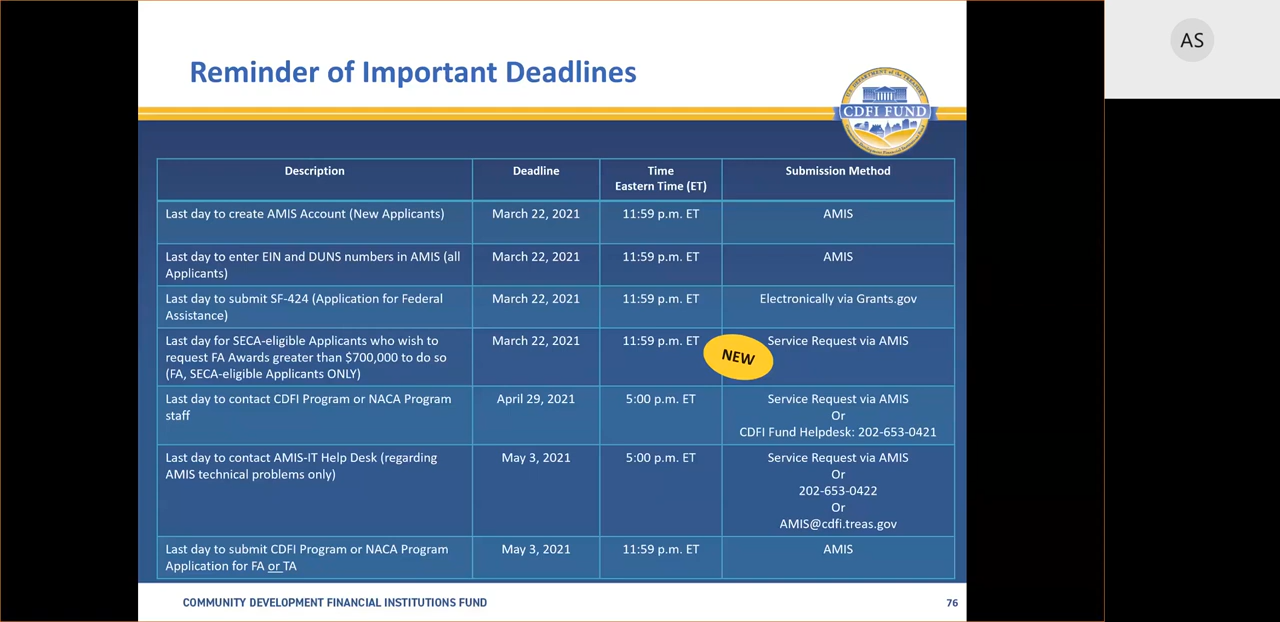 AS
Reminder of Important Deadlines
U.S. DEPARTMENT of the TREASURY
CDFI FUND
Community Development Financial Institutions Fund
Description
Deadline
Time
Eastern Time (ET)
Submission Method
Last day to create AMIS Account (New Applicants)
March 22, 2021
11:59 p.m. ET
AMIS
Last day to enter EIN and DUNS numbers in AMIS (all
Applicants)
March 22, 2021
11:59 p.m. ET
AMIS
Last day to submit SF-424 (Application for Federal
Assistance)
March 22, 2021
11:59 p.m. ET
Electronically via Grants.gov
Last day for SECA-eligible Applicants who wish to
request FA Awards greater than $700,000 to do so
(FA, SECA-eligible Applicants ONLY)
March 22, 2021
11:59 p.m. ET
NEW
Service Request via AMIS
Last day to contact CDFI Program or NACA Program
staff
April 29, 2021
5:00 p.m. ET
Service Request via AMIS
Or
CDFI Fund Helpdesk: 202-653-0421
Last day to contact AMIS-IT Help Desk (regarding
AMIS technical problems only)
May 3, 2021
5:00 p.m. ET
Service Request via AMIS
Or
202-653-0422
Or
AMIS@cdfi.treas.gov
Last day to submit CDFI Program or NACA Program
Application for FA or TA
May 3, 2021
11:59 p.m. ET
AMIS
COMMUNITY DEVELOPMENT FINANCIAL INSTITUTIONS FUND
76